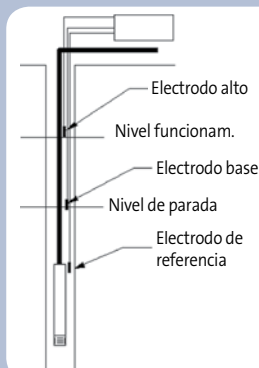 Electrodo alto
Nivel funcionam.
Electrodo base
Nivel de parada
Electrodo de
referencia